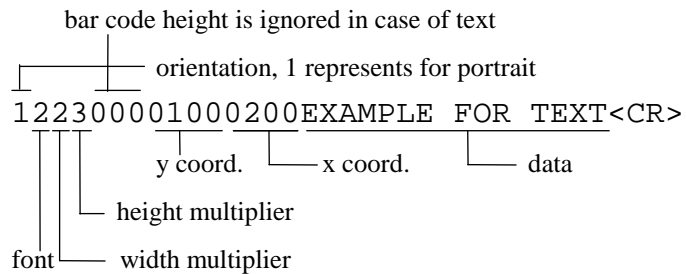 bar code height is ignored in case of text
orientation, 1 represents for portrait
122300001000200EXAMPLE FOR TEXT<CR>
y coord. x coord. data
height multiplier
font width multiplier